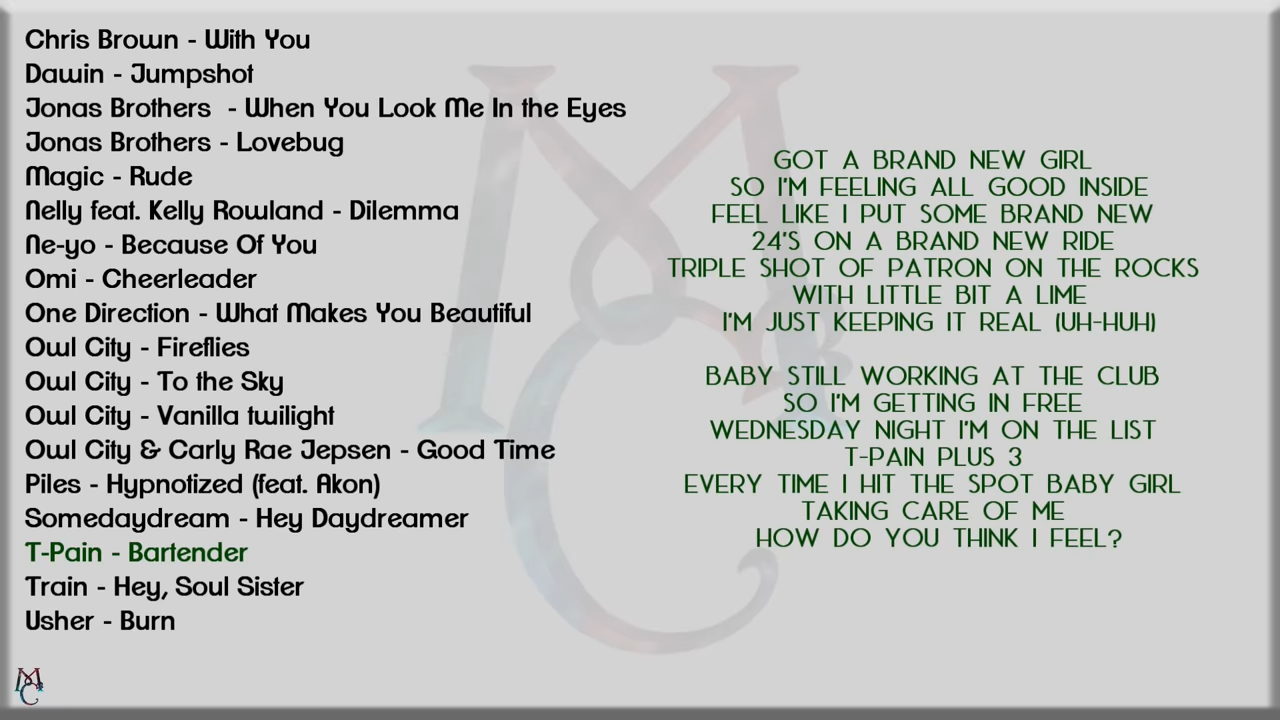 Chris Brown - With You
Dawin - Jumpshot
Jonas Brothers - When You Look Me In the Eyes
Jonas Brothers - Lovebug
Magic - Rude
Nelly feat. Kelly Rowland - Dilemma
Ne-yo - Because Of You
Omi - Cheerleader
One Direction - What Makes You Beautiful
Owl City - Fireflies
Owl City - To the Sky
Owl City - Vanilla twilight
Owl City & Carly Rae Jepsen - Good Time
Piles - Hypnotized (feat. Akon)
Somedaydream - Hey Daydreamer
T-Pain - Bartender
Train - Hey, Soul Sister
Usher - Burn
GOT A BRAND NEW GIRL
SO I'M FEELING ALL GOOD INSIDE
FEEL LIKE I PUT SOME BRAND NEW
24'S ON A BRAND NEW RIDE
TRIPLE SHOT OF PATRON ON THE ROCKS
WITH LITTLE BIT A LIME
I'M JUST KEEPING IT REAL (UH-HUH)
BABY STILL WORKING AT THE CLUB
SO I'M GETTING IN FREE
WEDNESDAY NIGHT I'M ON THE LIST
T-PAIN PLUS 3
EVERY TIME I HIT THE SPOT BABY GIRL
TAKING CARE OF ME
HOW DO YOU THINK I FEEL?